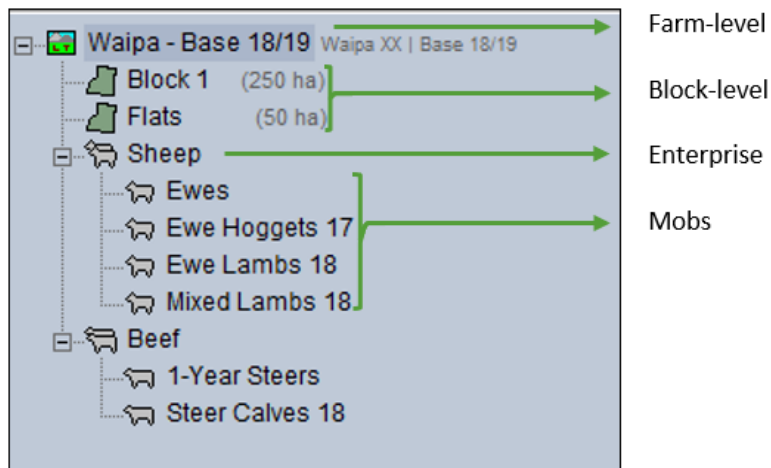 Waipa - Base 18/19 Waipa XX | Base 18/19 Farm-level
Block 1 (250 ha) Block-level
Flats (50 ha)
Sheep Enterprise
Ewes
Ewe Hoggets 17 Mobs
Ewe Lambs 18
Mixed Lambs 18
Beef
1-Year Steers
Steer Calves 18